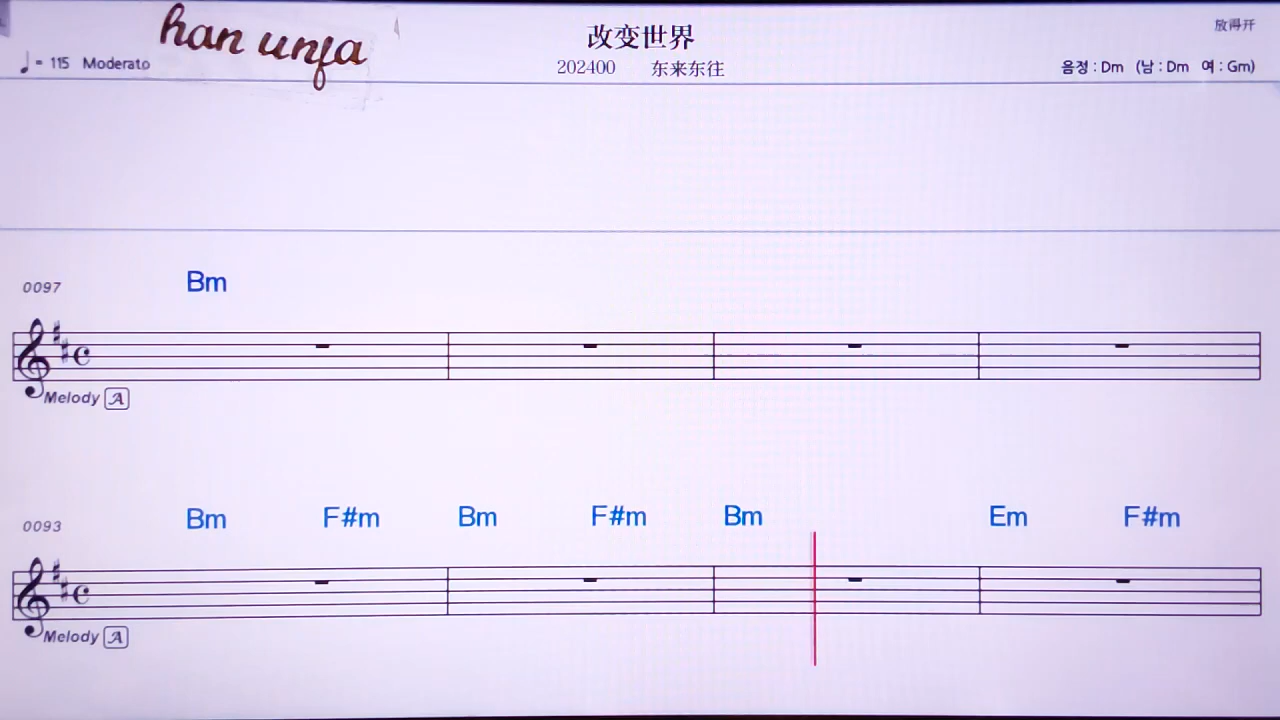 han unfa
改变世界
放得开
♩ = 115 Moderato
202400 东来东往
음정 : Dm (남 : Dm 여 : Gm)
0097 Bm
Melody A
0093 Bm F#m Bm F#m Bm Em F#m
Melody A